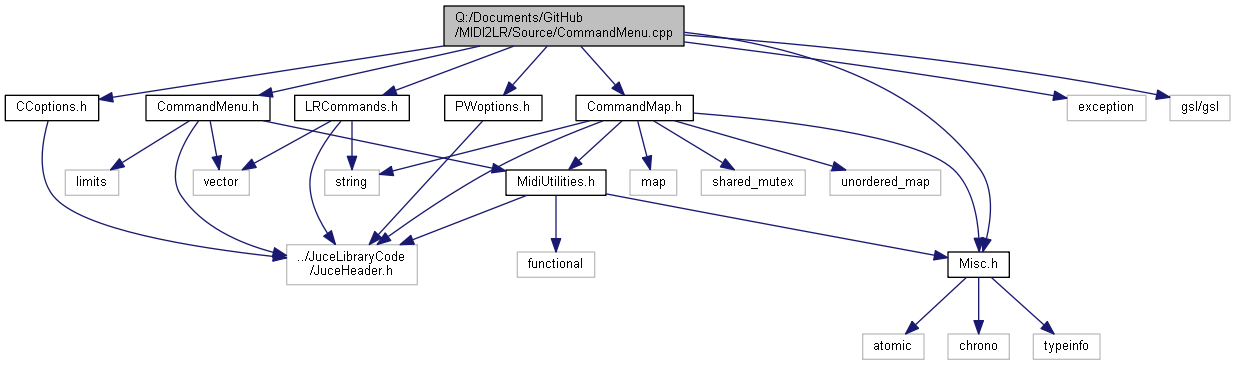 Q:/Documents/GitHub
/MIDI2LR/Source/CommandMenu.cpp
CCoptions.h
CommandMenu.h
LRCommands.h
PWoptions.h
CommandMap.h
exception
gsl/gsl
limits
vector
string
MidiUtilities.h
map
shared_mutex
unordered_map
../JuceLibraryCode
/JuceHeader.h
functional
Misc.h
atomic
chrono
typeinfo